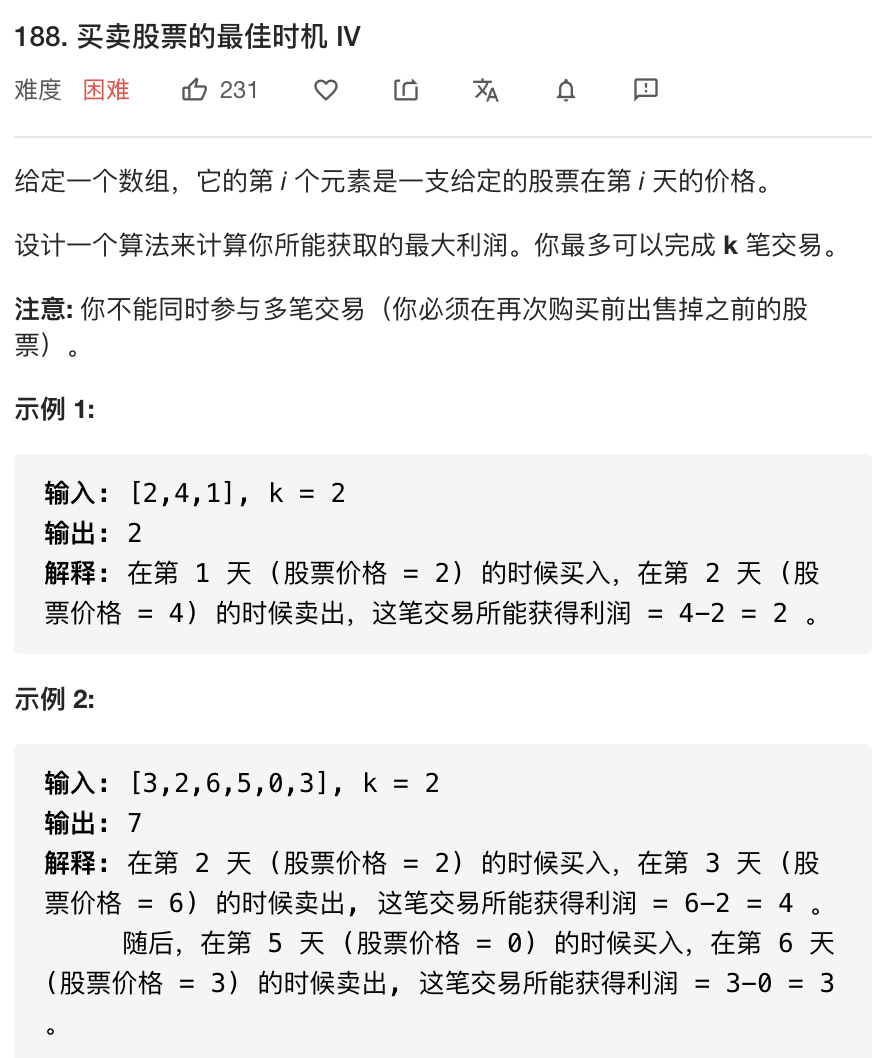 188. 买卖股票的最佳时机 IV
难度 困难 231
给定一个数组，它的第 i 个元素是一支给定的股票在第 i 天的价格。
设计一个算法来计算你所能获取的最大利润。你最多可以完成 k 笔交易。
注意: 你不能同时参与多笔交易（你必须在再次购买前出售掉之前的股
票）。
示例 1:
输入: [2,4,1], k = 2
输出: 2
解释: 在第 1 天 (股票价格 = 2) 的时候买入，在第 2 天 (股
票价格 = 4) 的时候卖出，这笔交易所能获得利润 = 4-2 = 2 。
示例 2:
输入: [3,2,6,5,0,3], k = 2
输出: 7
解释: 在第 2 天 (股票价格 = 2) 的时候买入，在第 3 天 (股
票价格 = 6) 的时候卖出, 这笔交易所能获得利润 = 6-2 = 4 。
随后，在第 5 天 (股票价格 = 0) 的时候买入，在第 6 天
(股票价格 = 3) 的时候卖出, 这笔交易所能获得利润 = 3-0 = 3
。